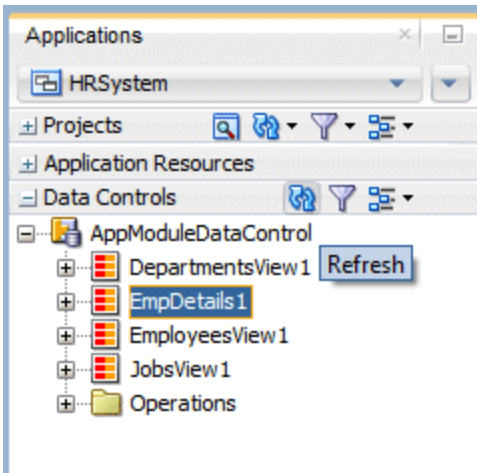 Applications
HRSystem
Projects
Application Resources
Data Controls
AppModuleDataControl
DepartmentsView1
Refresh
EmpDetails1
EmployeesView1
JobsView1
Operations